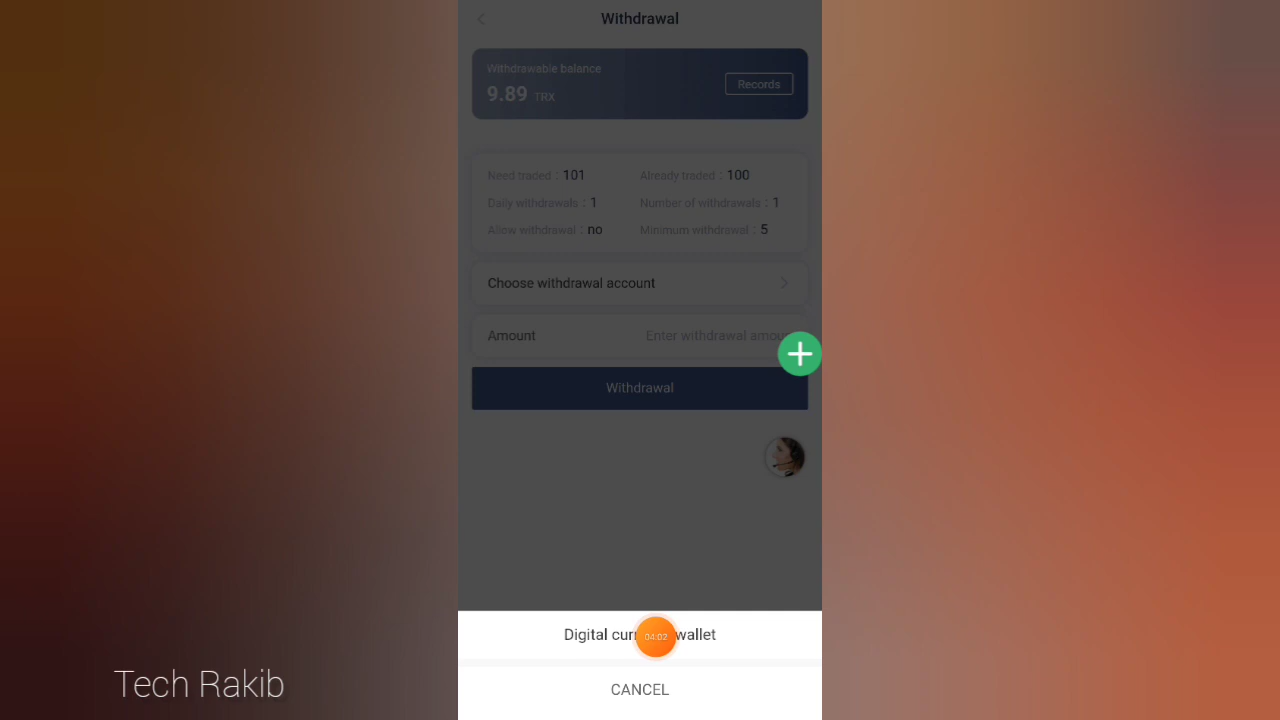 Withdrawal
Withdrawable balance
9.89 TRX
Records
Need traded : 101
Already traded : 100
Daily withdrawals : 1
Number of withdrawals : 1
Allow withdrawal : no
Minimum withdrawal : 5
Choose withdrawal account
Amount
Enter withdrawal
Withdrawal
Digital wallet
04:02
CANCEL
Tech Rakib